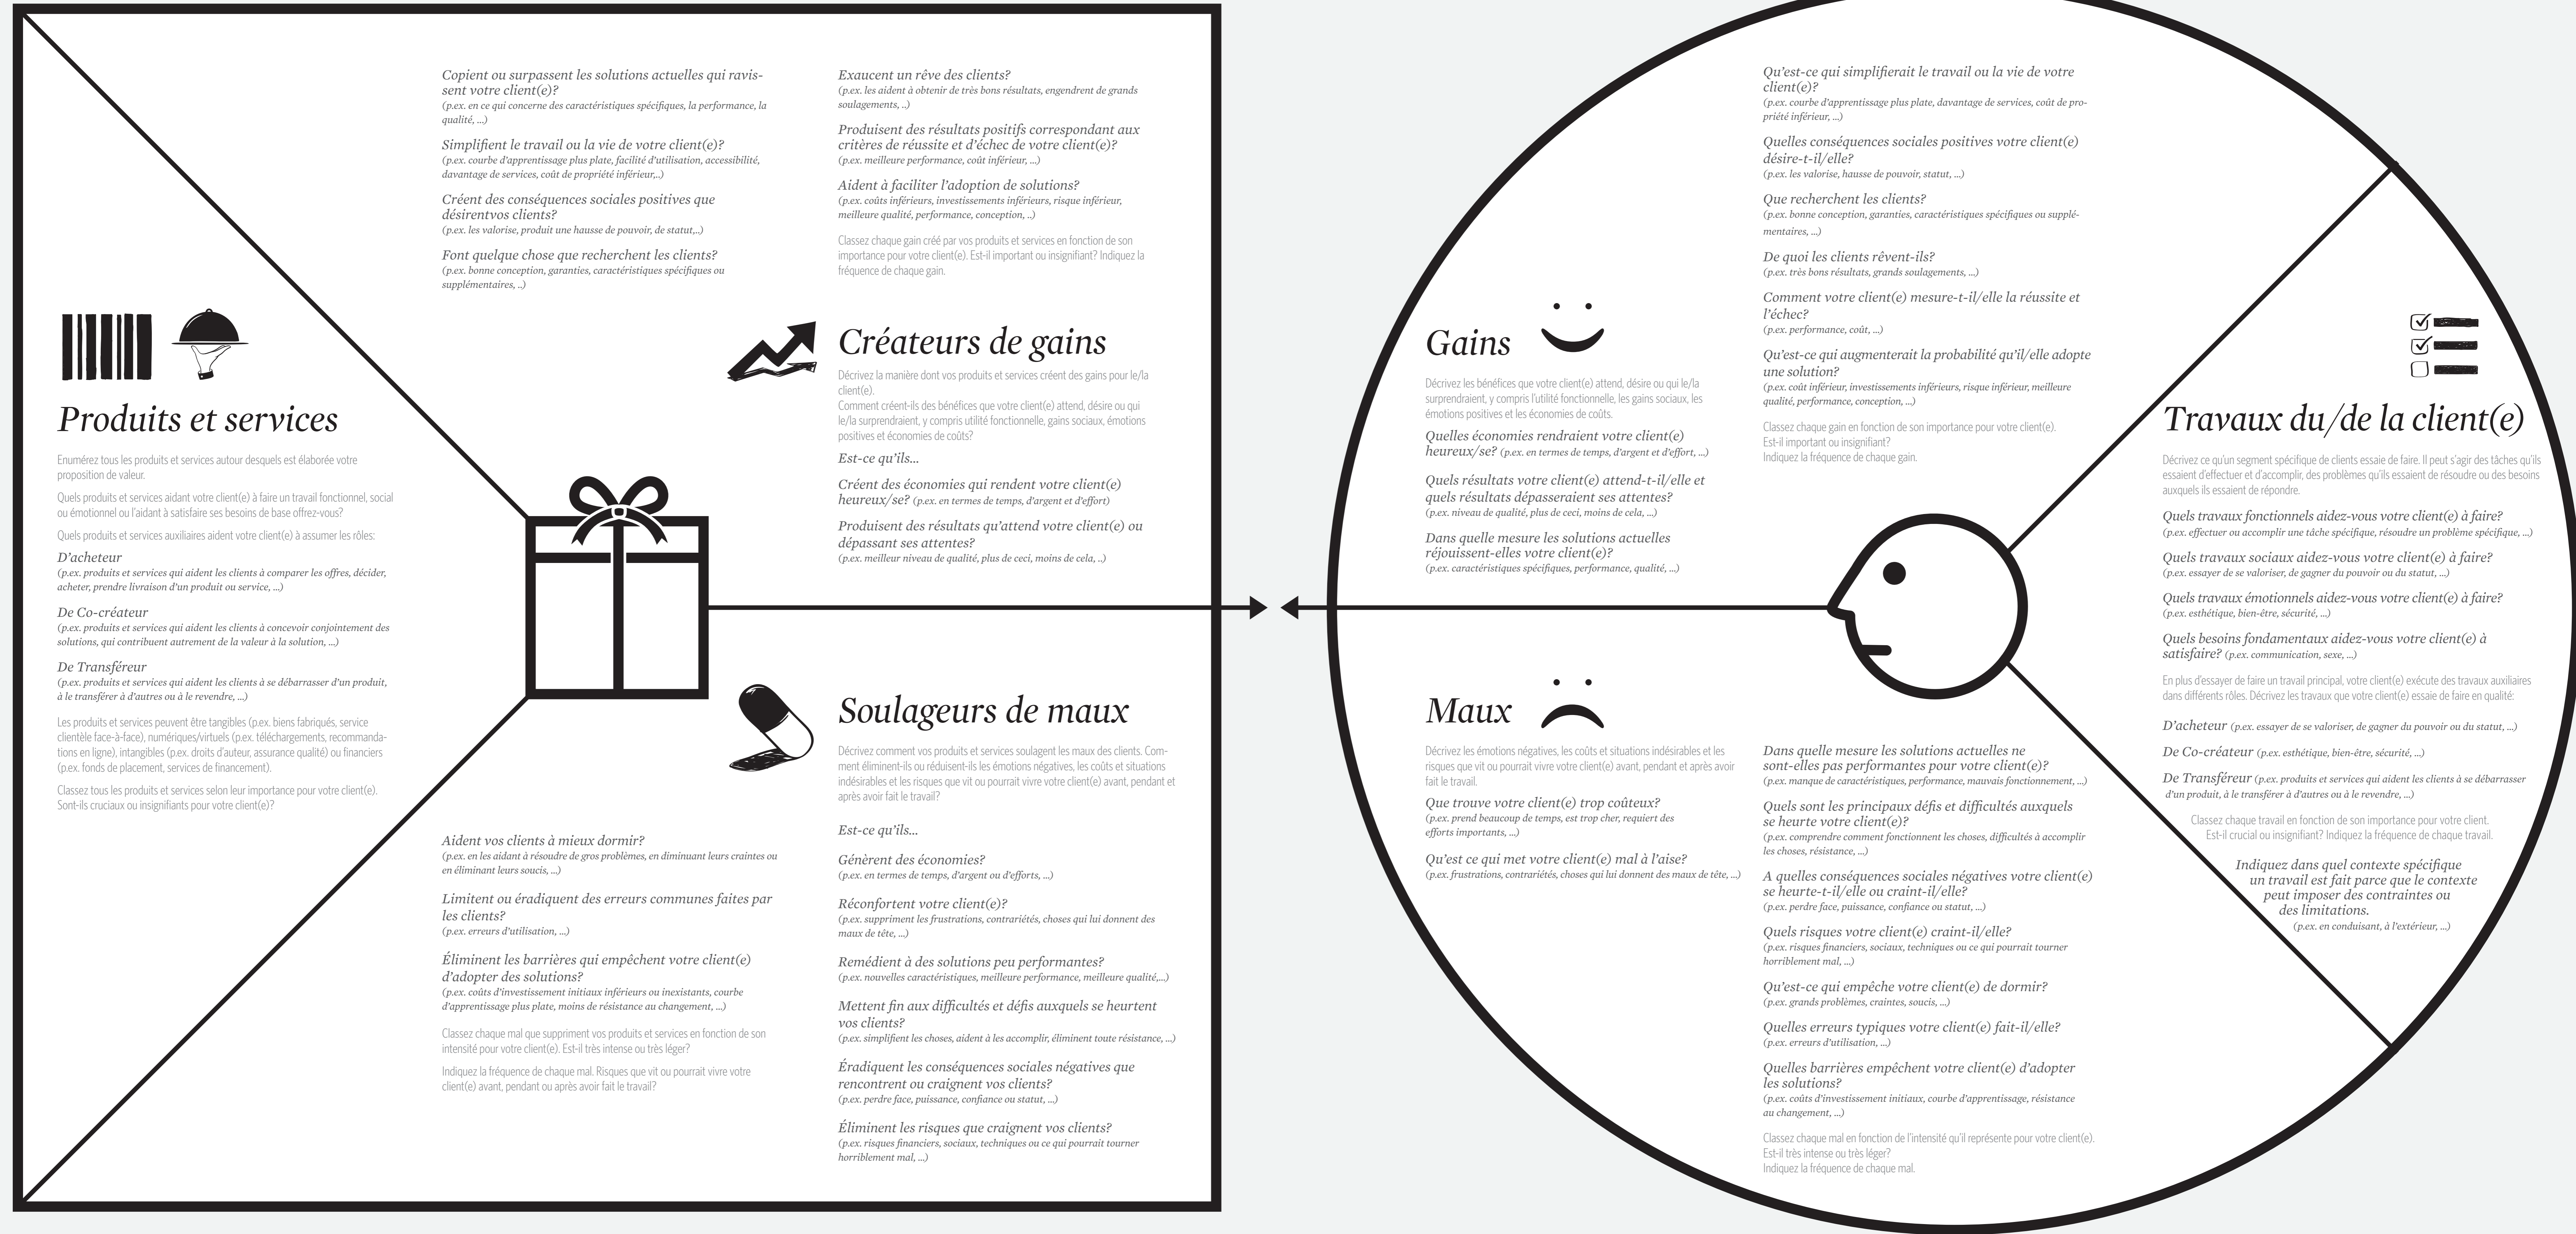 Produits et services
Enumérez tous les produits et services autour desquels est élaborée votre
proposition de valeur.
Quels produits et services aidant votre client(e) à faire un travail fonctionnel, social
ou émotionnel ou l'aidant à satisfaire ses besoins de base offrez-vous?
Quels produits et services auxiliaires aident votre client(e) à assumer les rôles:
D'acheteur
(p.ex. produits et services qui aident les clients à comparer les offres, décider,
acheter, prendre livraison d'un produit ou service, ...)
De Co-créateur
(p.ex. produits et services qui aident les clients à concevoir conjointement des
solutions, qui contribuent autrement de la valeur à la solution, ...)
De Transféreur
(p.ex. produits et services qui aident les clients à se débarrasser d'un produit,
à le transférer à d'autres ou à le revendre, ...)
Les produits et services peuvent être tangibles (p.ex. biens fabriqués, service
clientèle face-à-face), numériques/virtuels (p.ex. téléchargements, recommanda-
tions en ligne), intangibles (p.ex. droits d'auteur, assurance qualité) ou financiers
(p.ex. fonds de placement, services de financement).
Classez tous les produits et services selon leur importance pour votre client(e).
Sont-ils cruciaux ou insignifiants pour votre client(e)?
Créateurs de gains
Décrivez la manière dont vos produits et services créent des gains pour le/la
client(e).
Comment créent-ils des bénéfices que votre client(e) attend, désire ou qui
le/la surprendraient, y compris utilité fonctionnelle, gains sociaux, émotions
positives et économies de coûts?
Est-ce qu'ils...
Créent des économies qui rendent votre client(e)
heureux/se? (p.ex. en termes de temps, d'argent et d'effort)
Produisent des résultats qu'attend votre client(e) ou
dépassant ses attentes?
(p.ex. meilleur niveau de qualité, plus de ceci, moins de cela, ..)
Copient ou surpassent les solutions actuelles qui ravis-
sent votre client(e)?
(p.ex. en ce qui concerne des caractéristiques spécifiques, la performance, la
qualité, ...)
Simplifient le travail ou la vie de votre client(e)?
(p.ex. courbe d'apprentissage plus plate, facilité d'utilisation, accessibilité,
davantage de services, coût de propriété inférieur,..)
Créent des conséquences sociales positives que
désirentvos clients?
(p.ex. les valorise, produit une hausse de pouvoir, de statut,..)
Font quelque chose que recherchent les clients?
(p.ex. bonne conception, garanties, caractéristiques spécifiques ou
supplémentaires, ..)
Exaucent un rêve des clients?
(p.ex. les aident à obtenir de très bons résultats, engendrent de grands
soulagements, ..)
Produisent des résultats positifs correspondant aux
critères de réussite et d'échec de votre client(e)?
(p.ex. meilleure performance, coût inférieur, ...)
Aident à faciliter l'adoption de solutions?
(p.ex. coûts inférieurs, investissements inférieurs, risque inférieur,
meilleure qualité, performance, conception, ..)
Classez chaque gain créé par vos produits et services en fonction de son
importance pour votre client(e). Est-il important ou insignifiant? Indiquez la
fréquence de chaque gain.
Soulageurs de maux
Décrivez comment vos produits et services soulagent les maux des clients. Com-
ment éliminent-ils ou réduisent-ils les émotions négatives, les coûts et situations
indésirables et les risques que vit ou pourrait vivre votre client(e) avant, pendant et
après avoir fait le travail?
Est-ce qu'ils...
Génèrent des économies?
(p.ex. en termes de temps, d'argent ou d'efforts, ...)
Réconfortent votre client(e)?
(p.ex. suppriment les frustrations, contrariétés, choses qui lui donnent des
maux de tête, ...)
Remédient à des solutions peu performantes?
(p.ex. nouvelles caractéristiques, meilleure performance, meilleure qualité,...)
Mettent fin aux difficultés et défis auxquels se heurtent
vos clients?
(p.ex. simplifient les choses, aident à les accomplir, éliminent toute résistance, ...)
Éradiquent les conséquences sociales négatives que
rencontrent ou craignent vos clients?
(p.ex. perdre face, puissance, confiance ou statut, ...)
Éliminent les risques que craignent vos clients?
(p.ex. risques financiers, sociaux, techniques ou ce qui pourrait tourner
horriblement mal, ...)
Aident vos clients à mieux dormir?
(p.ex. en les aidant à résoudre de gros problèmes, en diminuant leurs craintes ou
en éliminant leurs soucis, ...)
Limitent ou éradiquent des erreurs communes faites par
les clients?
(p.ex. erreurs d'utilisation, ...)
Éliminent les barrières qui empêchent votre client(e)
d'adopter des solutions?
(p.ex. coûts d'investissement initiaux inférieurs ou inexistants, courbe
d'apprentissage plus plate, moins de résistance au changement, ...)
Classez chaque mal que suppriment vos produits et services en fonction de son
intensité pour votre client(e). Est-il très intense ou très léger?
Indiquez la fréquence de chaque mal. Risques que vit ou pourrait vivre votre
client(e) avant, pendant ou après avoir fait le travail?
Gains
Décrivez les bénéfices que votre client(e) attend, désire ou qui le/la
surprendraient, y compris l'utilité fonctionnelle, les gains sociaux, les
émotions positives et les économies de coûts.
Quelles économies rendraient votre client(e)
heureux/se? (p.ex. en termes de temps, d'argent et d'effort, ...)
Quels résultats votre client(e) attend-t-il/elle et
quels résultats dépasseraient ses attentes?
(p.ex. niveau de qualité, plus de ceci, moins de cela, ...)
Dans quelle mesure les solutions actuelles
réjouissent-elles votre client(e)?
(p.ex. caractéristiques spécifiques, performance, qualité, ...)
Qu'est-ce qui simplifierait le travail ou la vie de votre
client(e)?
(p.ex. courbe d'apprentissage plus plate, davantage de services, coût de pro-
priété inférieur, ...)
Quelles conséquences sociales positives votre client(e)
désire-t-il/elle?
(p.ex. les valorise, hausse de pouvoir, statut, ...)
Que recherchent les clients?
(p.ex. bonne conception, garanties, caractéristiques spécifiques ou supplé-
mentaires, ...)
De quoi les clients rêvent-ils?
(p.ex. très bons résultats, grands soulagements, ...)
Comment votre client(e) mesure-t-il/elle la réussite et
l'échec?
(p.ex. performance, coût, ...)
Qu'est-ce qui augmenterait la probabilité qu'il/elle adopte
une solution?
(p.ex. coût inférieur, investissements inférieurs, risque inférieur, meilleure
qualité, performance, conception, ...)
Classez chaque gain en fonction de son importance pour votre client(e).
Est-il important ou insignifiant?
Indiquez la fréquence de chaque gain.
Maux
Décrivez les émotions négatives, les coûts et situations indésirables et les
risques que vit ou pourrait vivre votre client(e) avant, pendant et après avoir
fait le travail.
Que trouve votre client(e) trop coûteux?
(p.ex. prend beaucoup de temps, est trop cher, requiert des
efforts importants, ...)
Qu'est ce qui met votre client(e) mal à l'aise?
(p.ex. frustrations, contrariétés, choses qui lui donnent des maux de tête, ...)
Dans quelle mesure les solutions actuelles ne
sont-elles pas performantes pour votre client(e)?
(p.ex. manque de caractéristiques, performance, mauvais fonctionnement, ...)
Quels sont les principaux défis et difficultés auxquels
se heurte votre client(e)?
(p.ex. comprendre comment fonctionnent les choses, difficultés à accomplir
les choses, résistance, ...)
A quelles conséquences sociales négatives votre client(e)
se heurte-t-il/elle ou craint-il/elle?
(p.ex. perdre face, puissance, confiance ou statut, ...)
Quels risques votre client(e) craint-il/elle?
(p.ex. risques financiers, sociaux, techniques ou ce qui pourrait tourner
horriblement mal, ...)
Qu'est-ce qui empêche votre client(e) de dormir?
(p.ex. grands problèmes, craintes, soucis, ...)
Quelles erreurs typiques votre client(e) fait-il/elle?
(p.ex. erreurs d'utilisation, ...)
Quelles barrières empêchent votre client(e) d'adopter
les solutions?
(p.ex. coûts d'investissement initiaux, courbe d'apprentissage, résistance
au changement, ...)
Classez chaque mal en fonction de l'intensité qu'il représente pour votre client(e).
Est-il très intense ou très léger?
Indiquez la fréquence de chaque mal.
Travaux du/de la client(e)
Décrivez ce qu'un segment spécifique de clients essaie de faire. Il peut s'agir des tâches qu'ils
essaient d'effectuer et d'accomplir, des problèmes qu'ils essaient de résoudre ou des besoins
auxquels ils essaient de répondre.
Quels travaux fonctionnels aidez-vous votre client(e) à faire?
(p.ex. effectuer ou accomplir une tâche spécifique, résoudre un problème spécifique, ...)
Quels travaux sociaux aidez-vous votre client(e) à faire?
(p.ex. essayer de se valoriser, de gagner du pouvoir ou du statut, ...)
Quels travaux émotionnels aidez-vous votre client(e) à faire?
(p.ex. esthétique, bien-être, sécurité, ...)
Quels besoins fondamentaux aidez-vous votre client(e) à
satisfaire? (p.ex. communication, sexe, ...)
En plus d'essayer de faire un travail principal, votre client(e) exécute des travaux auxiliaires
dans différents rôles. Décrivez les travaux que votre client(e) essaie de faire en qualité:
D'acheteur (p.ex. essayer de se valoriser, de gagner du pouvoir ou du statut, ...)
De Co-créateur (p.ex. esthétique, bien-être, sécurité, ...)
De Transféreur (p.ex. produits et services qui aident les clients à se débarrasser
d'un produit, à le transférer à d'autres ou à le revendre, ...)
Classez chaque travail en fonction de son importance pour votre client.
Est-il crucial ou insignifiant? Indiquez la fréquence de chaque travail.
Indiquez dans quel contexte spécifique
un travail est fait parce que le contexte
peut imposer des contraintes ou
des limitations.
(p.ex. en conduisant, à l'extérieur, ...)